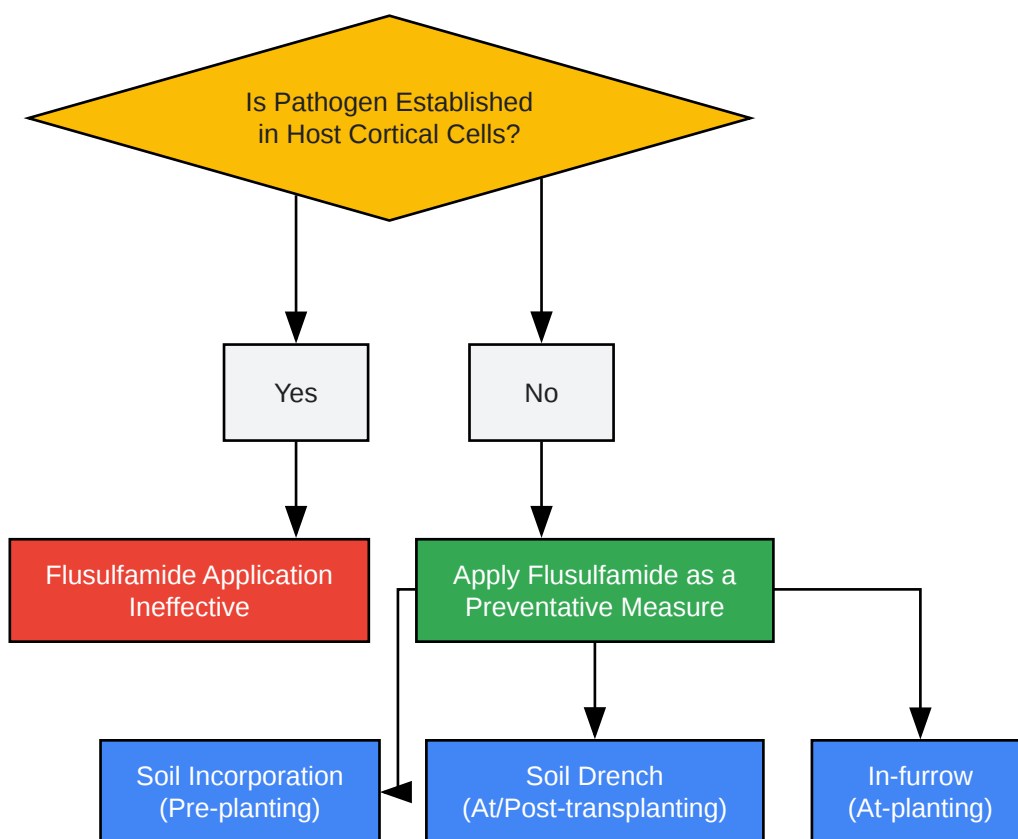 Is Pathogen Established
in Host Cortical Cells?
Yes
No
Flusulfamide Application
Ineffective
Apply Flusulfamide as a
Preventative Measure
Soil Incorporation
(Pre-planting)
Soil Drench
(At/Post-transplanting)
In-furrow
(At-planting)